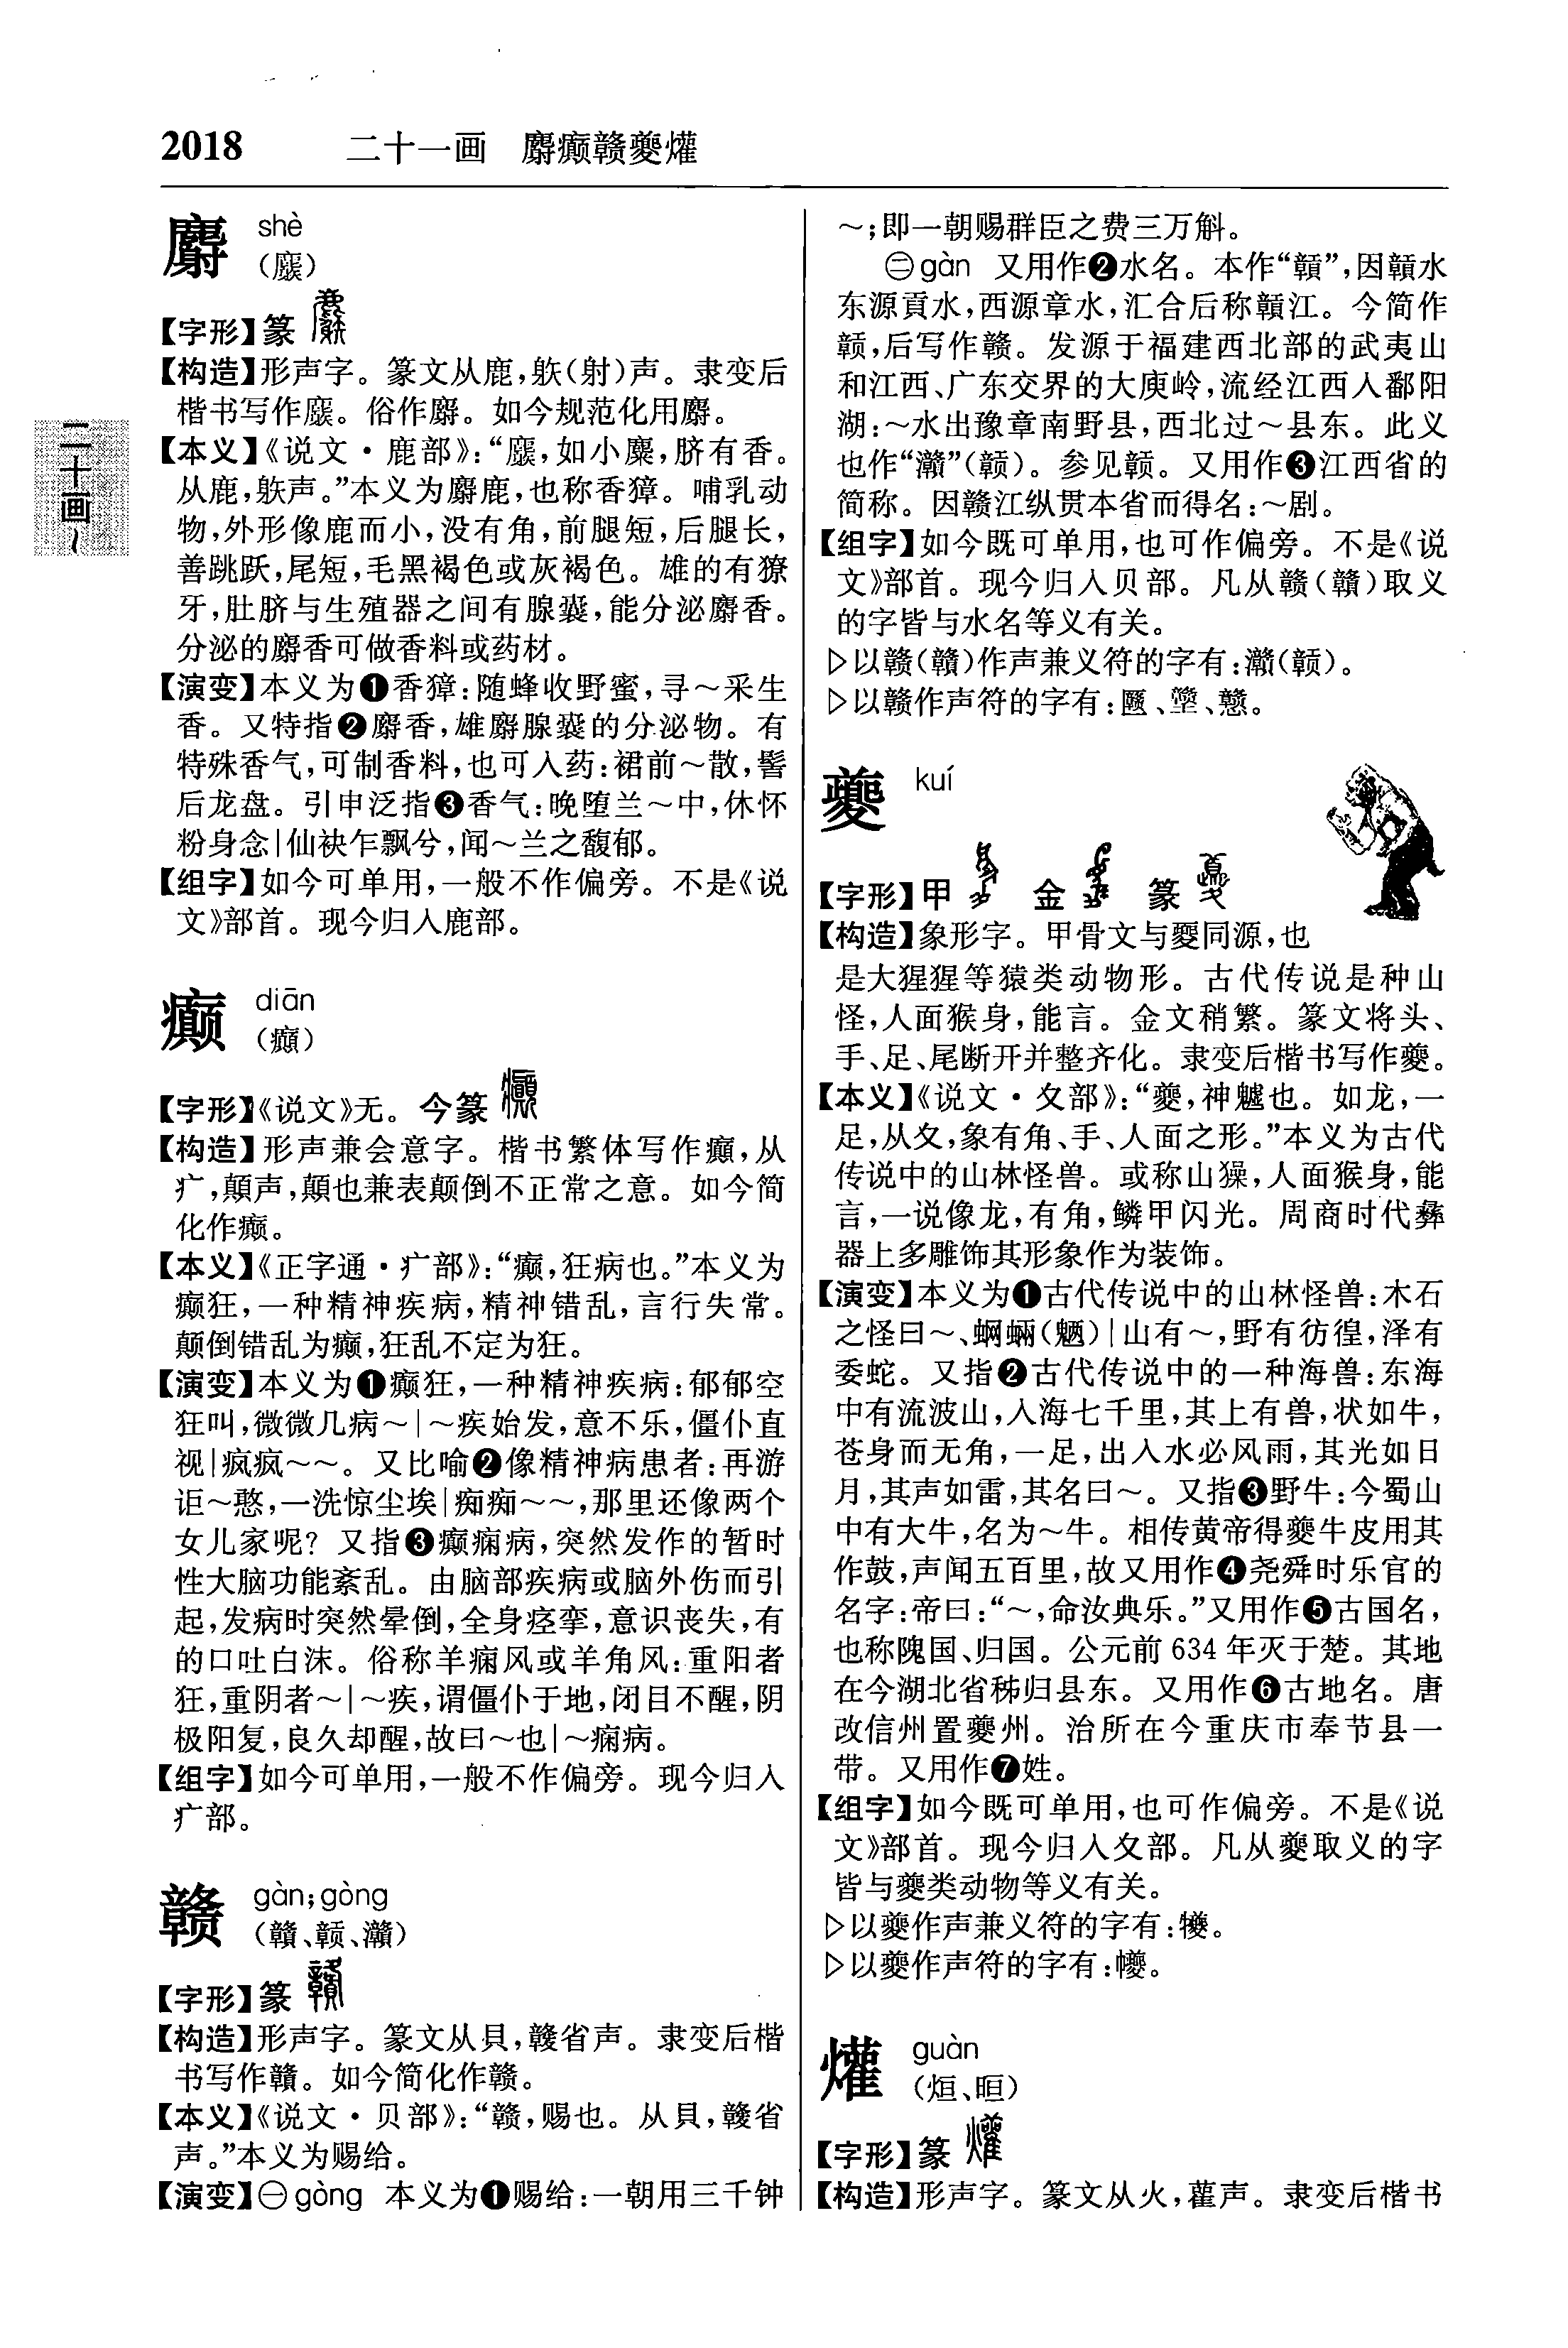 2018 二十一画 麝癫赣夔爟
二十画～
麝 shè
(䴠)
【字形】篆
【构造】形声字。篆文从鹿，䠶(射)声。隶变后
楷书写作䴠。俗作麝。如今规范化用麝。
【本义】《说文·鹿部》：“䴠，如小麋，脐有香。
从鹿，䠶声。”本义为麝鹿，也称香獐。哺乳动
物，外形像鹿而小，没有角，前腿短，后腿长，
善跳跃，尾短，毛黑褐色或灰褐色。雄的有獠
牙，肚脐与生殖器之间有腺囊，能分泌麝香。
分泌的麝香可做香料或药材。
【演变】本义为❶香獐：随蜂收野蜜，寻～采生
香。又特指❷麝香，雄麝腺囊的分泌物。有
特殊香气，可制香料，也可入药：裙前～散，髻
后龙盘。引申泛指❸香气：晚堕兰～中，休怀
粉身念|仙袂乍飘兮，闻～兰之馥郁。
【组字】如今可单用，一般不作偏旁。不是《说
文》部首。现今归入鹿部。
癫 diān
(癲)
【字形】《说文》无。今篆
【构造】形声兼会意字。楷书繁体写作癲，从
疒，顛声，顛也兼表颠倒不正常之意。如今简
化作癫。
【本义】《正字通·疒部》：“癫，狂病也。”本义为
癫狂，一种精神疾病，精神错乱，言行失常。
颠倒错乱为癫，狂乱不定为狂。
【演变】本义为❶癫狂，一种精神疾病：郁郁空
狂叫，微微几病～|～疾始发，意不乐，僵仆直
视|疯疯～～。又比喻❷像精神病患者：再游
讵～憨，一洗惊尘埃|痴痴～～，那里还像两个
女儿家呢？又指❸癫痫病，突然发作的暂时
性大脑功能紊乱。由脑部疾病或脑外伤而引
起，发病时突然晕倒，全身痉挛，意识丧失，有
的口吐白沫。俗称羊痫风或羊角风：重阳者
狂，重阴者～|～疾，谓僵仆于地，闭目不醒，阴
极阳复，良久却醒，故曰～也|～痫病。
【组字】如今可单用，一般不作偏旁。现今归入
疒部。
赣 gàn；gòng
(贛、赣、灨)
【字形】篆
【构造】形声字。篆文从貝，竷省声。隶变后楷
书写作贛。如今简化作赣。
【本义】《说文·贝部》：“赣，赐也。从貝，竷省
声。”本义为赐给。
【演变】㊀gòng 本义为❶赐给：一朝用三千钟
～；即一朝赐群臣之费三万斛。
㊁gàn 又用作❷水名。本作“贑”，因贑水
东源貢水，西源章水，汇合后称贑江。今简作
，后写作赣。发源于福建西北部的武夷山
和江西、广东交界的大庾岭，流经江西入鄱阳
湖：～水出豫章南野县，西北过～县东。此义
也作“灨”()。参见。又用作❸江西省的
简称。因赣江纵贯本省而得名：～剧。
【组字】如今既可单用，也可作偏旁。不是《说
文》部首。现今归入贝部。凡从赣(贛)取义
的字皆与水名等义有关。
▷以赣(贛)作声兼义符的字有：灨()。
▷以赣作声符的字有：、、戆。
夔 kuí
【字形】甲 金 篆
【构造】象形字。甲骨文与夒同源，也
是大猩猩等猿类动物形。古代传说是种山
怪，人面猴身，能言。金文稍繁。篆文将头、
手、足、尾断开并整齐化。隶变后楷书写作夔。
【本义】《说文·夊部》：“夔，神魖也。如龙，一
足，从夊，象有角、手、人面之形。”本义为古代
传说中的山林怪兽。或称山獆，人面猴身，能
言，一说像龙，有角，鳞甲闪光。周商时代彝
器上多雕饰其形象作为装饰。
【演变】本义为❶古代传说中的山林怪兽：木石
之怪曰～、蝄蜽(魉)|山有～，野有彷徨，泽有
委蛇。又指❷古代传说中的一种海兽：东海
中有流波山，入海七千里，其上有兽，状如牛，
苍身而无角，一足，出入水必风雨，其光如日
月，其声如雷，其名曰～。又指❸野牛：今蜀山
中有大牛，名为～牛。相传黄帝得夔牛皮用其
作鼓，声闻五百里，故又用作❹尧舜时乐官的
名字：帝曰：“～，命汝典乐。”又用作❺古国名，
也称隗国、归国。公元前634年灭于楚。其地
在今湖北省秭归县东。又用作❻古地名。唐
改信州置夔州。治所在今重庆市奉节县一
带。又用作❼姓。
【组字】如今既可单用，也可作偏旁。不是《说
文》部首。现今归入夊部。凡从夔取义的字
皆与夔类动物等义有关。
▷以夔作声兼义符的字有：犪。
▷以夔作声符的字有：巙。
爟 guàn
(烜、晅)
【字形】篆
【构造】形声字。篆文从火，雚声。隶变后楷书